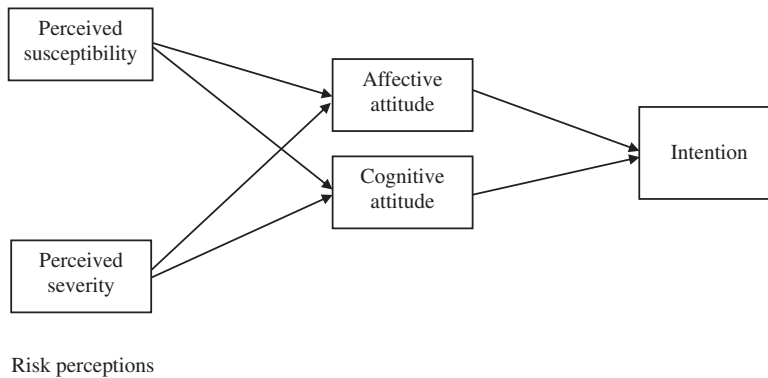 Perceived
susceptibility
Affective
attitude
Intention
Cognitive
attitude
Perceived
severity
Risk perceptions